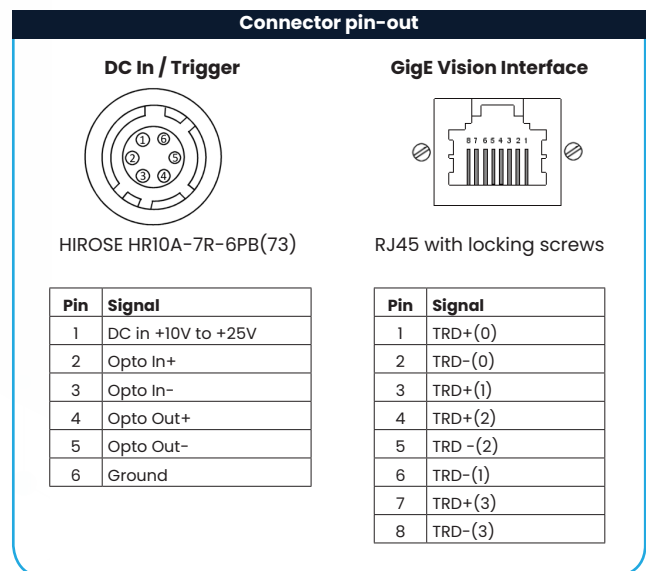 Connector pin-out
DC In / Trigger
1 6
2 5
3 4
HIROSE HR10A-7R-6PB(73)
Pin Signal
1 DC in +10V to +25V
2 Opto In+
3 Opto In-
4 Opto Out+
5 Opto Out-
6 Ground
GigE Vision Interface
8 7 6 5 4 3 2 1
RJ45 with locking screws
Pin Signal
1 TRD+(0)
2 TRD-(0)
3 TRD+(1)
4 TRD+(2)
5 TRD -(2)
6 TRD-(1)
7 TRD+(3)
8 TRD-(3)